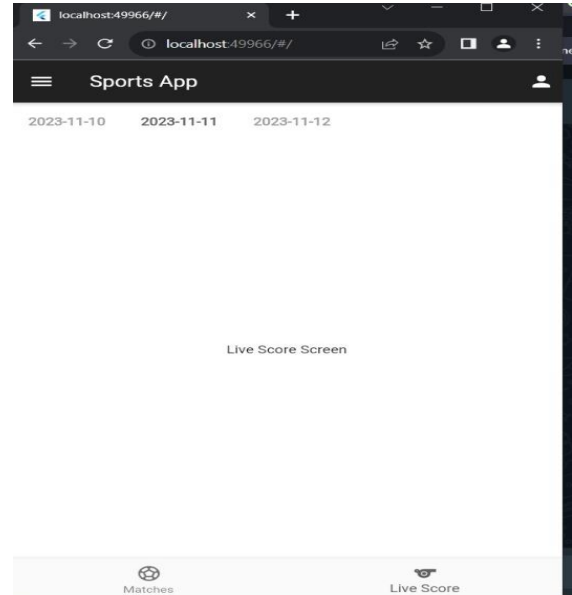 localhost:49966/#/
localhost:49966/#/
Sports App
2023-11-10 2023-11-11 2023-11-12
Live Score Screen
Matches Live Score